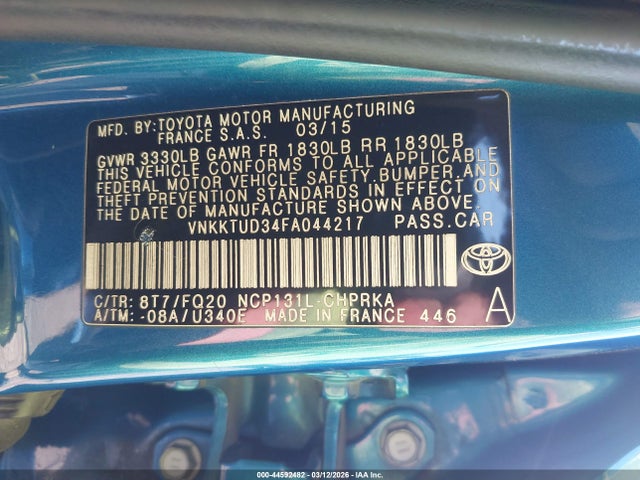 MFD. BY:TOYOTA MOTOR MANUFACTURING
FRANCE S.A.S. 03/15
GVWR 3330LB GAWR FR 1830LB RR 1830LB
THIS VEHICLE CONFORMS TO ALL APPLICABLE
FEDERAL MOTOR VEHICLE SAFETY,BUMPER,AND
THEFT PREVENTION STANDARDS IN EFFECT ON
THE DATE OF MANUFACTURE SHOWN ABOVE.
VNKKTUD34FA044217 PASS.CAR
C/TR: 8T7/FQ20 NCP131L-CHPRKA A
A/TM: -08A/U340E MADE IN FRANCE 446
000-44592482 - 03/12/2026 - IAA Inc.